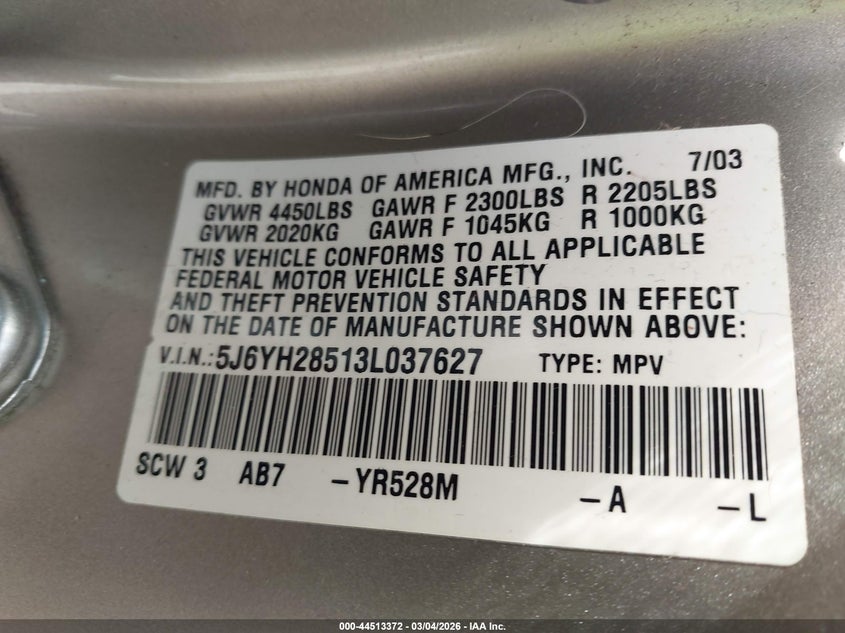 MFD. BY HONDA OF AMERICA MFG., INC. 7/03
GVWR 4450LBS GAWR F 2300LBS R 2205LBS
GVWR 2020KG GAWR F 1045KG R 1000KG
THIS VEHICLE CONFORMS TO ALL APPLICABLE
FEDERAL MOTOR VEHICLE SAFETY
AND THEFT PREVENTION STANDARDS IN EFFECT
ON THE DATE OF MANUFACTURE SHOWN ABOVE:
V.I.N.:5J6YH28513L037627 TYPE: MPV
SCW 3 AB7 -YR528M -A -L
000-44513372 - 03/04/2026 - IAA Inc.